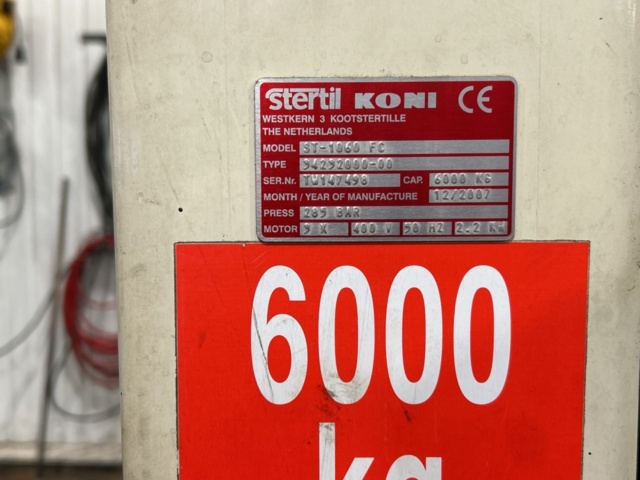 stertil KONI CE
WESTKERN 3 KOOTSTERTILLE
THE NETHERLANDS
MODEL ST-1060 FC
TYPE 94292000-00
SER.Nr. TW147498 CAP. 6000 KG
MONTH / YEAR OF MANUFACTURE 12/2007
PRESS 285 BAR
MOTOR 3 X 400 V 50 HZ 2.2 KW
6000
kg